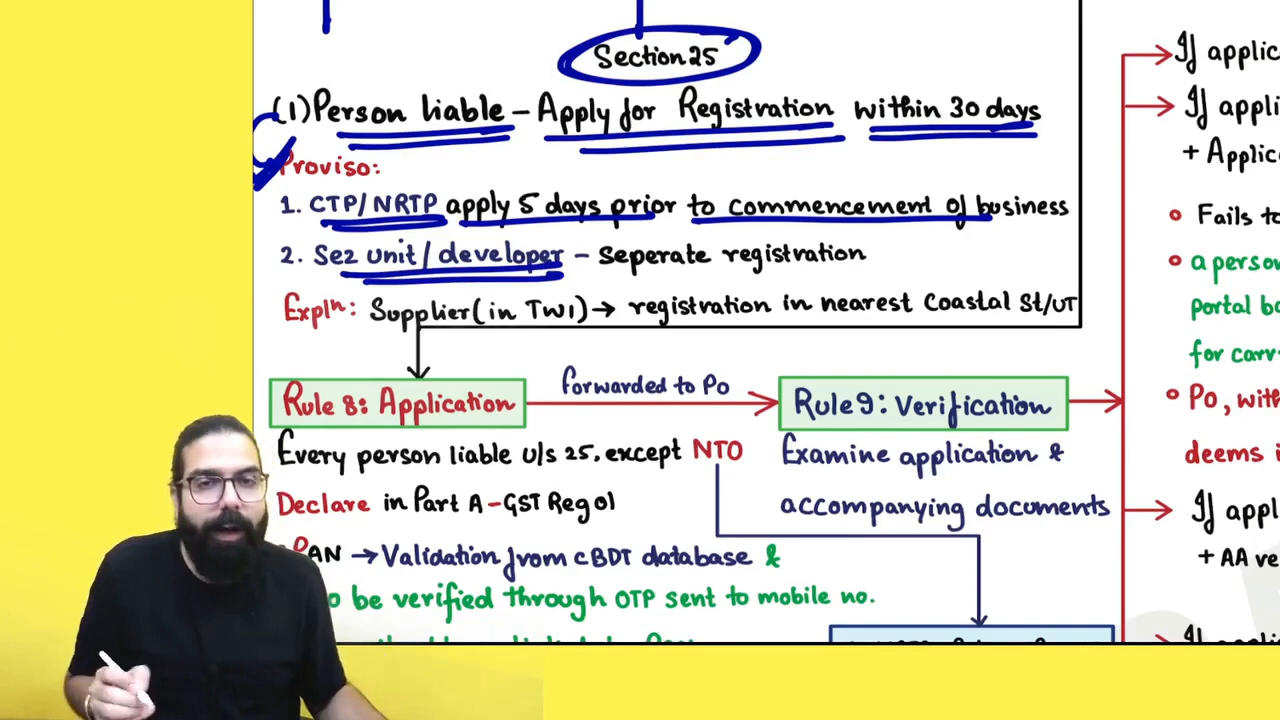 Section 25
(1) Person liable – Apply for Registration within 30 days
Proviso:
1. CTP/NRTP apply 5 days prior to commencement of business
2. Sez unit/developer – Seperate registration
Expln: Supplier (in TWI) → registration in nearest Coastal St/UT
Rule 8: Application
forwarded to PO
Rule 9: Verification
Every person liable u/s 25, except NTO
Declare in Part A-GST Reg 01
PAN → Validation from CBDT database &
to be verified through OTP sent to mobile no.
Examine application &
accompanying documents
If applic
If appli
+ Applic
Fails to
a person
portal ba
for carr
PO, with
deems i
If appl
+ AA ve